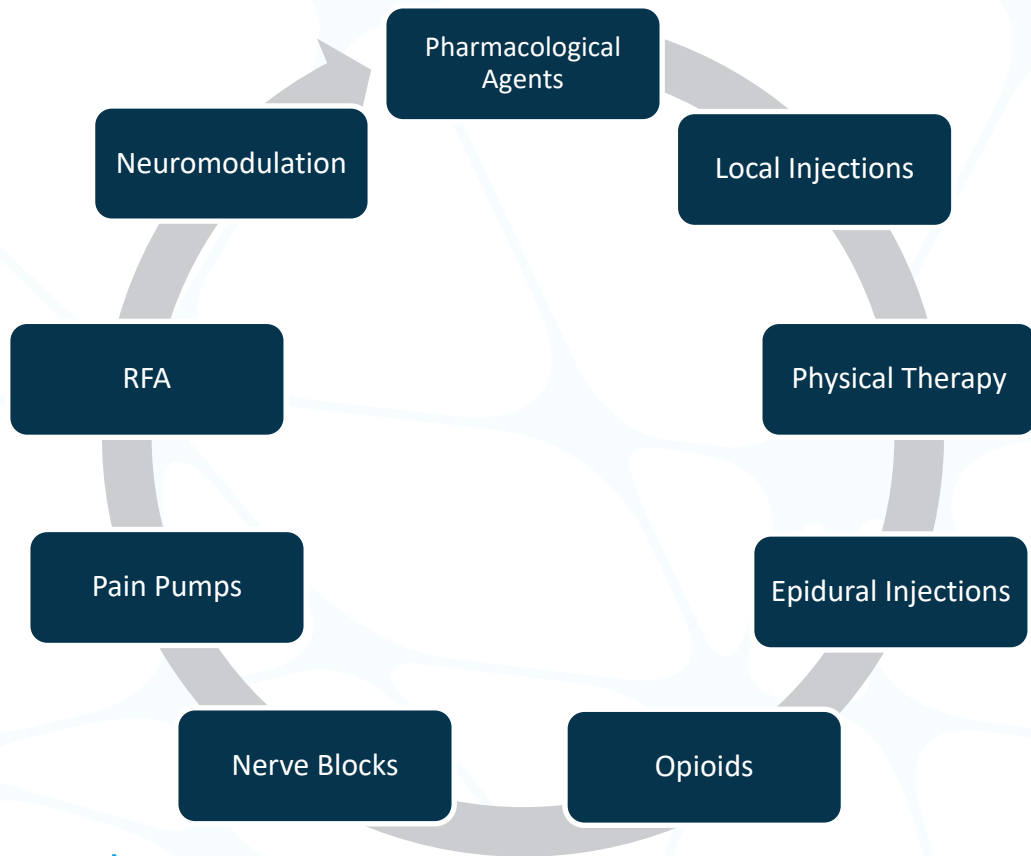 Pharmacological
Agents
Local Injections
Physical Therapy
Epidural Injections
Opioids
Nerve Blocks
Pain Pumps
RFA
Neuromodulation